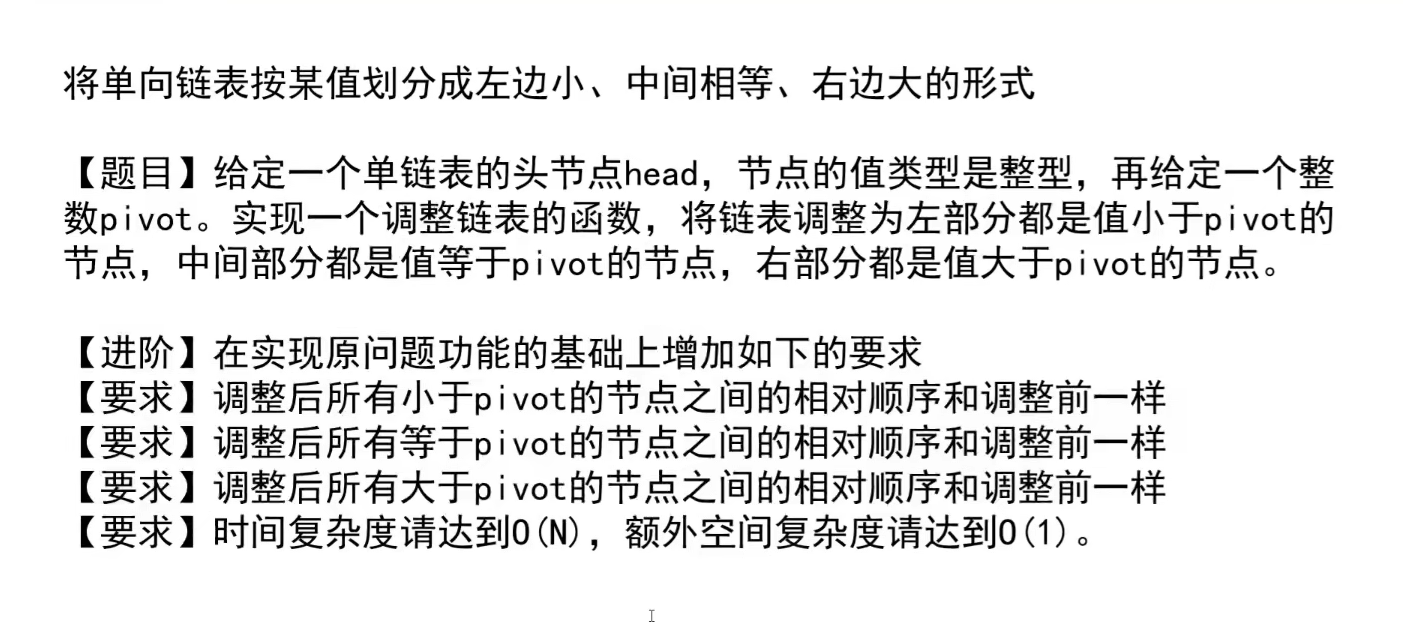 将单向链表按某值划分成左边小、中间相等、右边大的形式
【题目】给定一个单链表的头节点head，节点的值类型是整型，再给定一个整
数pivot。实现一个调整链表的函数，将链表调整为左部分都是值小于pivot的
节点，中间部分都是值等于pivot的节点，右部分都是值大于pivot的节点。
【进阶】在实现原问题功能的基础上增加如下的要求
【要求】调整后所有小于pivot的节点之间的相对顺序和调整前一样
【要求】调整后所有等于pivot的节点之间的相对顺序和调整前一样
【要求】调整后所有大于pivot的节点之间的相对顺序和调整前一样
【要求】时间复杂度请达到O(N)，额外空间复杂度请达到O(1)。